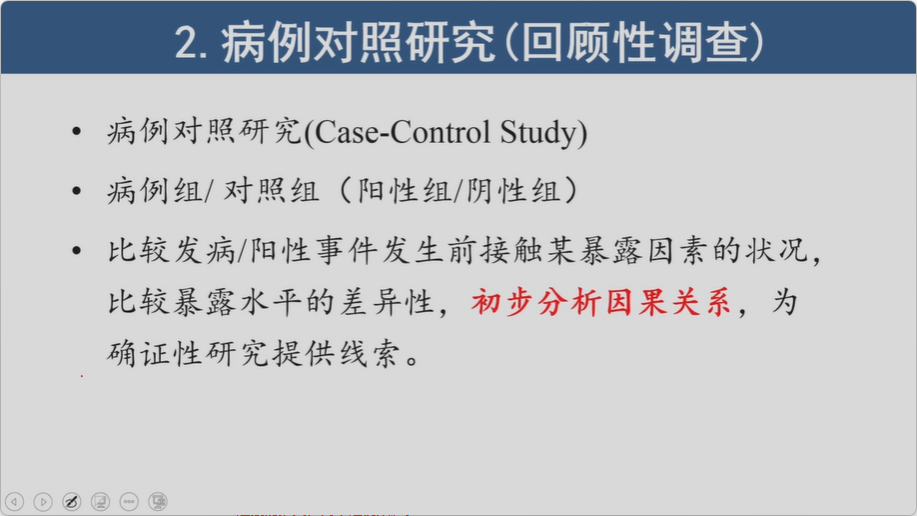 2.病例对照研究(回顾性调查)
• 病例对照研究(Case-Control Study)
• 病例组/ 对照组（阳性组/阴性组）
• 比较发病/阳性事件发生前接触某暴露因素的状况，
比较暴露水平的差异性，初步分析因果关系，为
确证性研究提供线索。